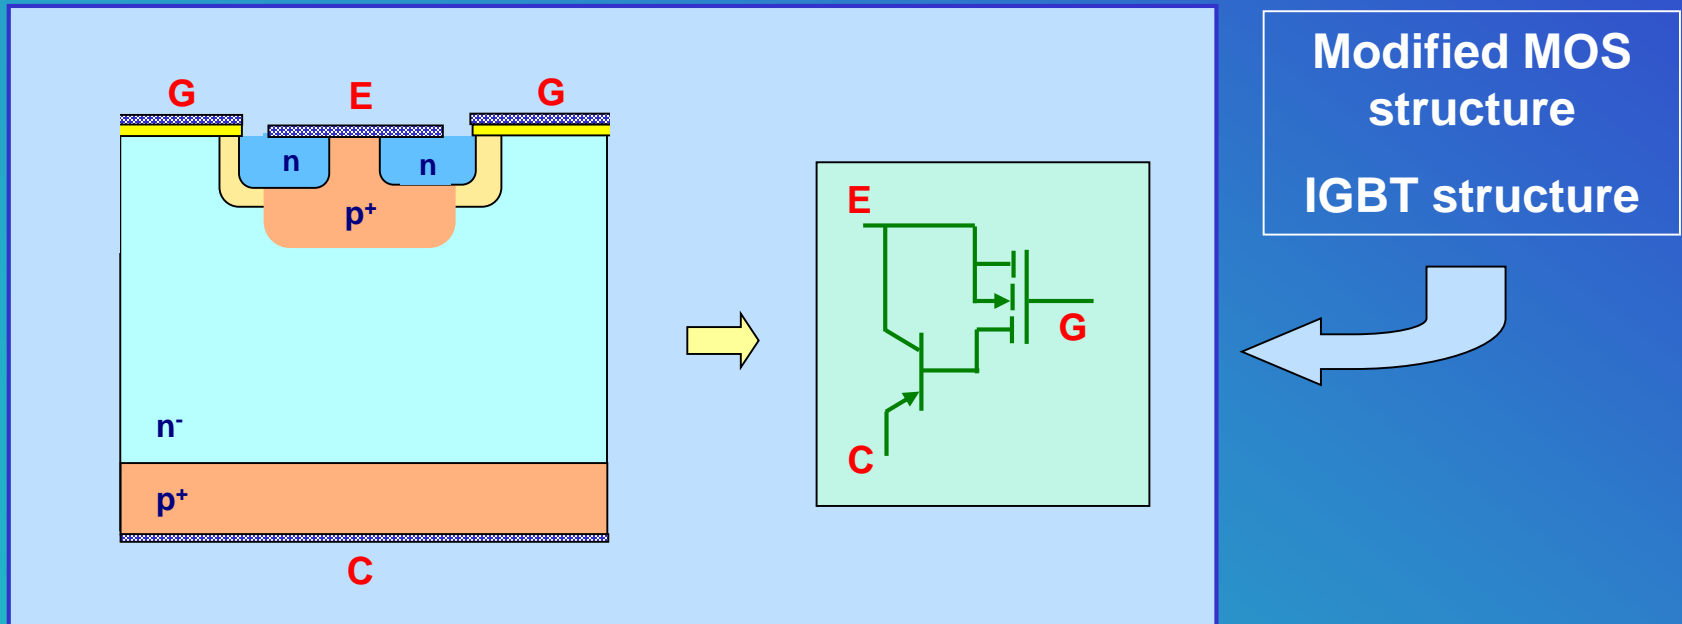 Modified MOS
structure
IGBT structure
G E G
n n
p⁺
n⁻
p⁺
C
E
G
C